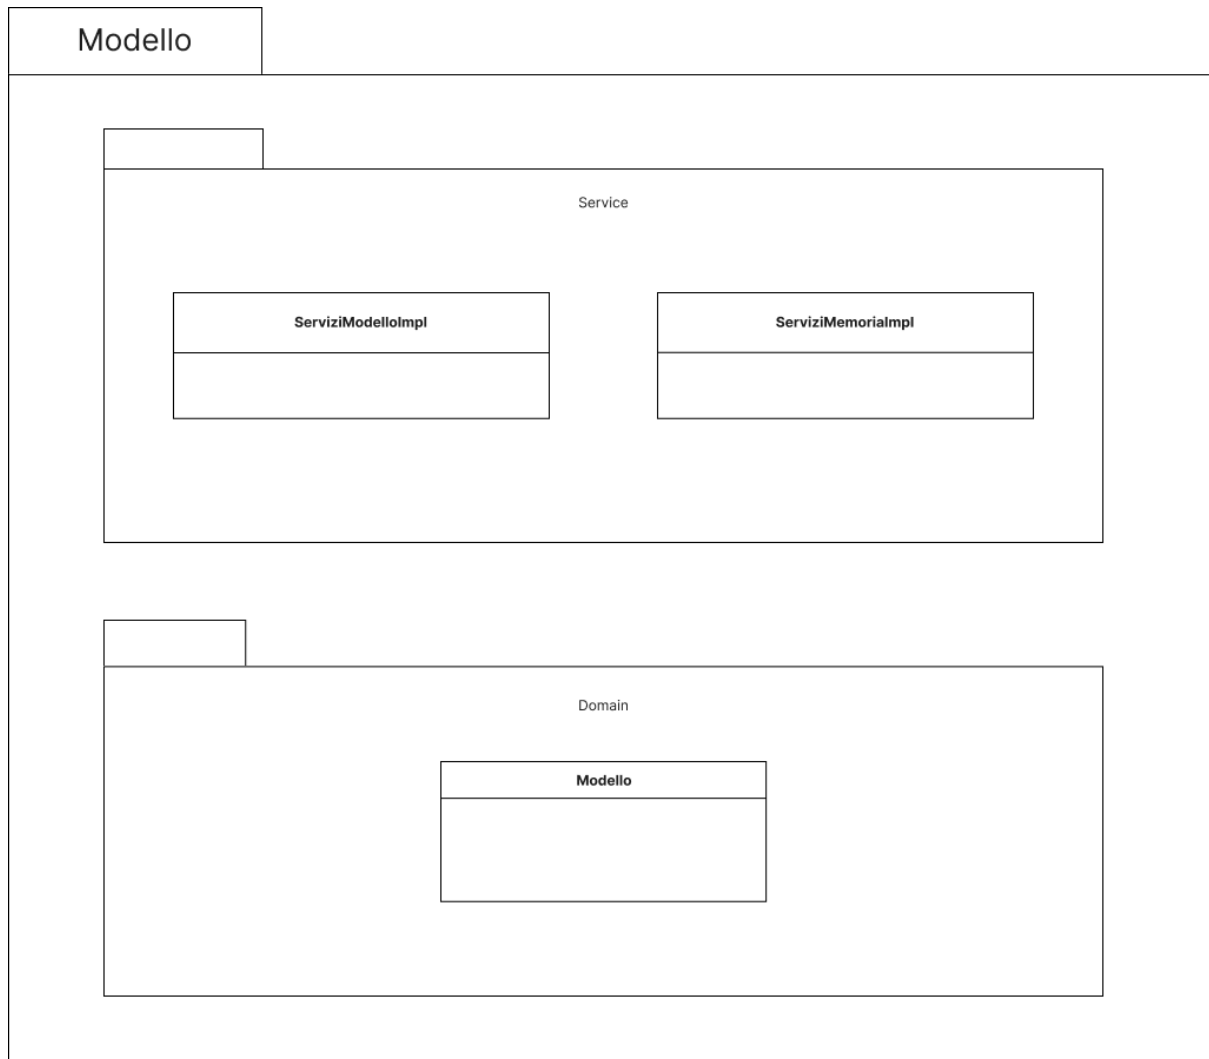 Modello
Service
ServiziModelloImpl
ServiziMemoriaImpl
Domain
Modello